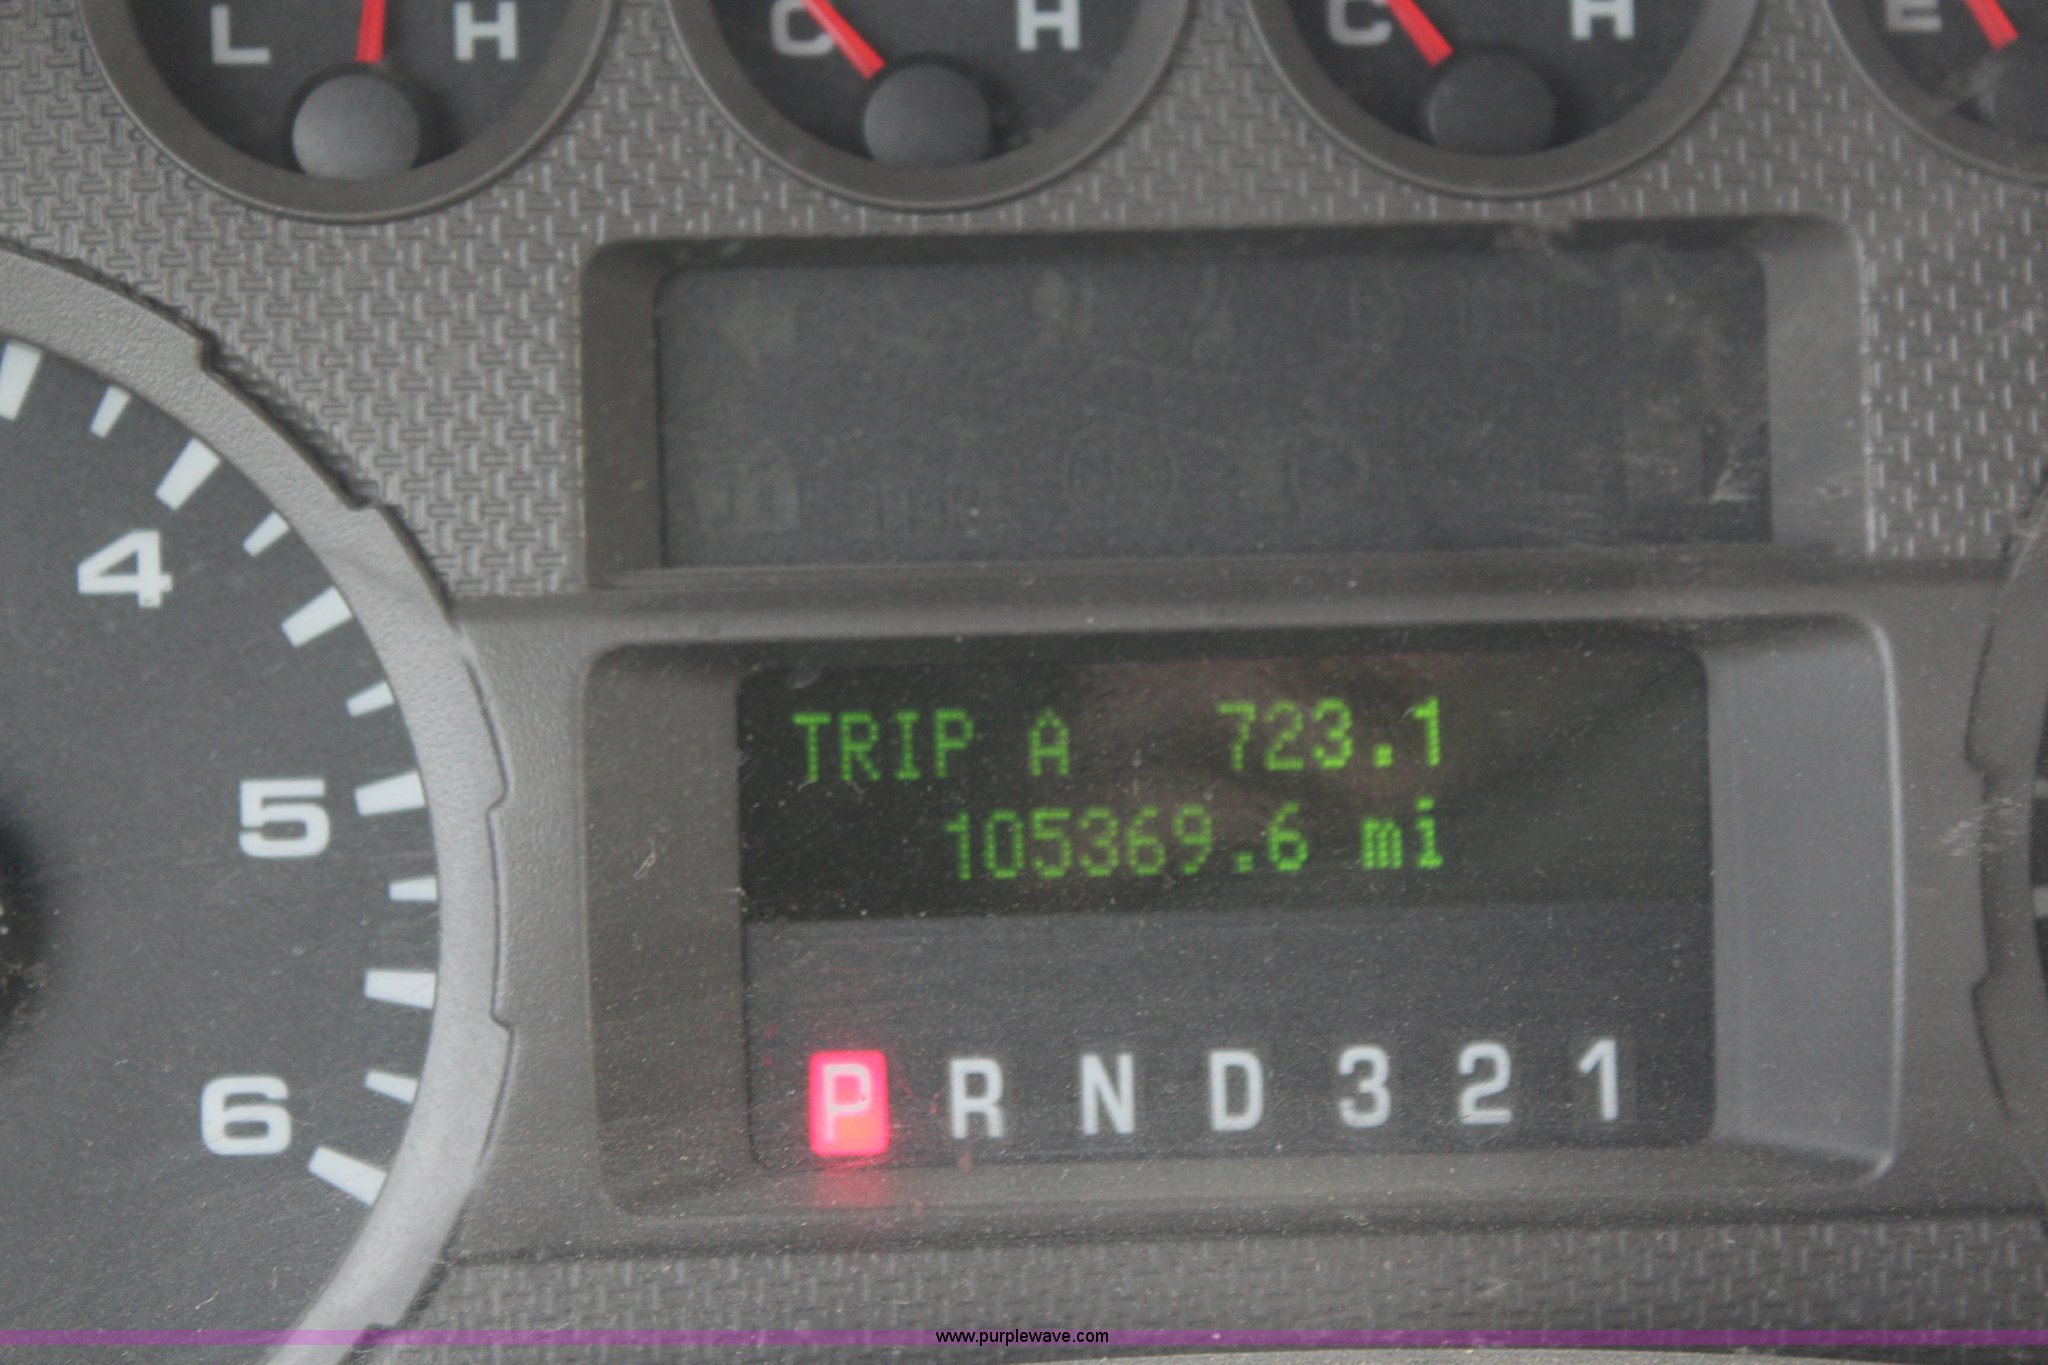 L H C H C H E
4
5
6
TRIP A 723.1
105369.6 mi
P R N D 3 2 1
www.purplewave.com